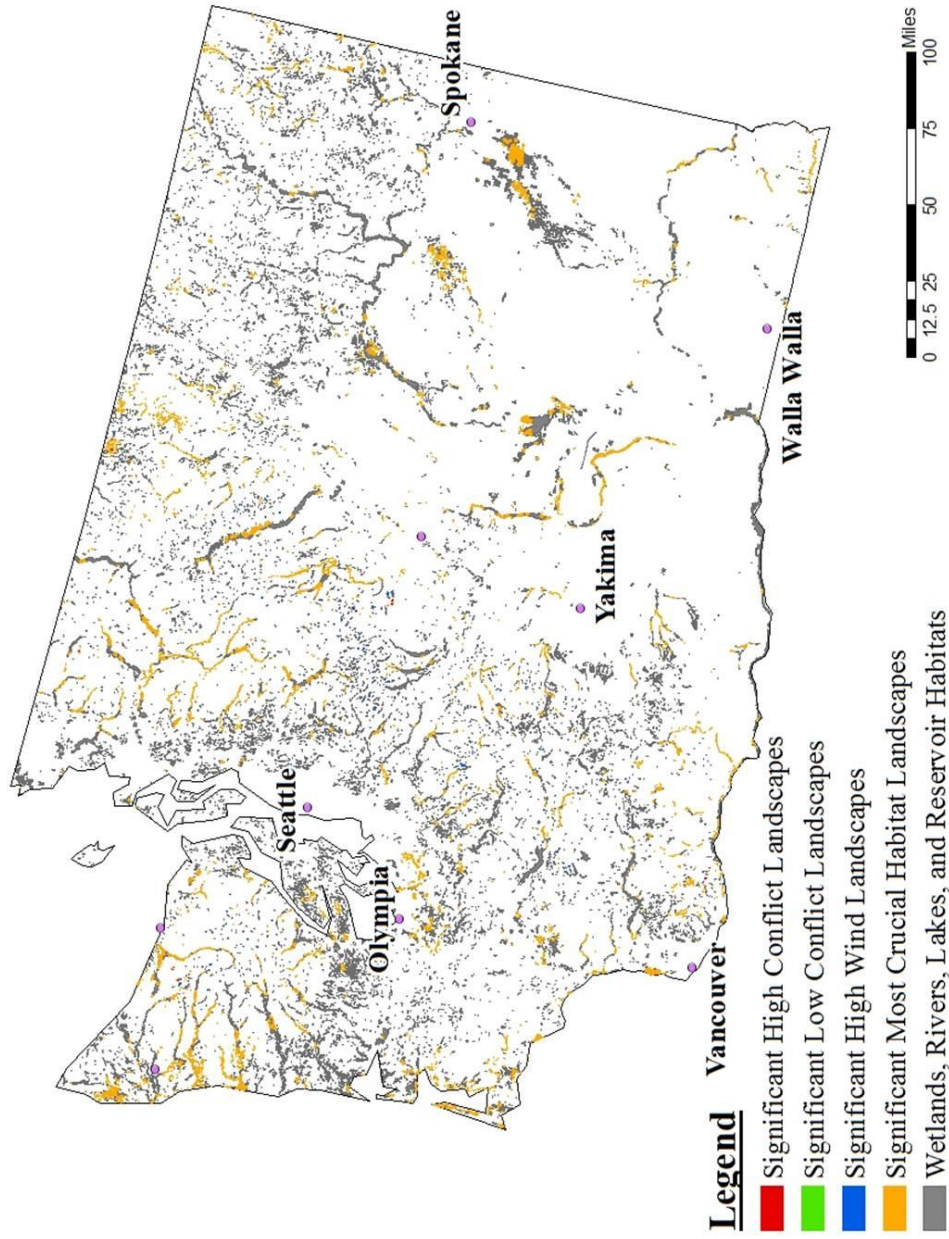 Spokane
Seattle
Olympia
Yakima
Walla Walla
Vancouver
Legend
Significant High Conflict Landscapes
Significant Low Conflict Landscapes
Significant High Wind Landscapes
Significant Most Crucial Habitat Landscapes
Wetlands, Rivers, Lakes, and Reservoir Habitats
0 12.5 25 50 75 100
Miles